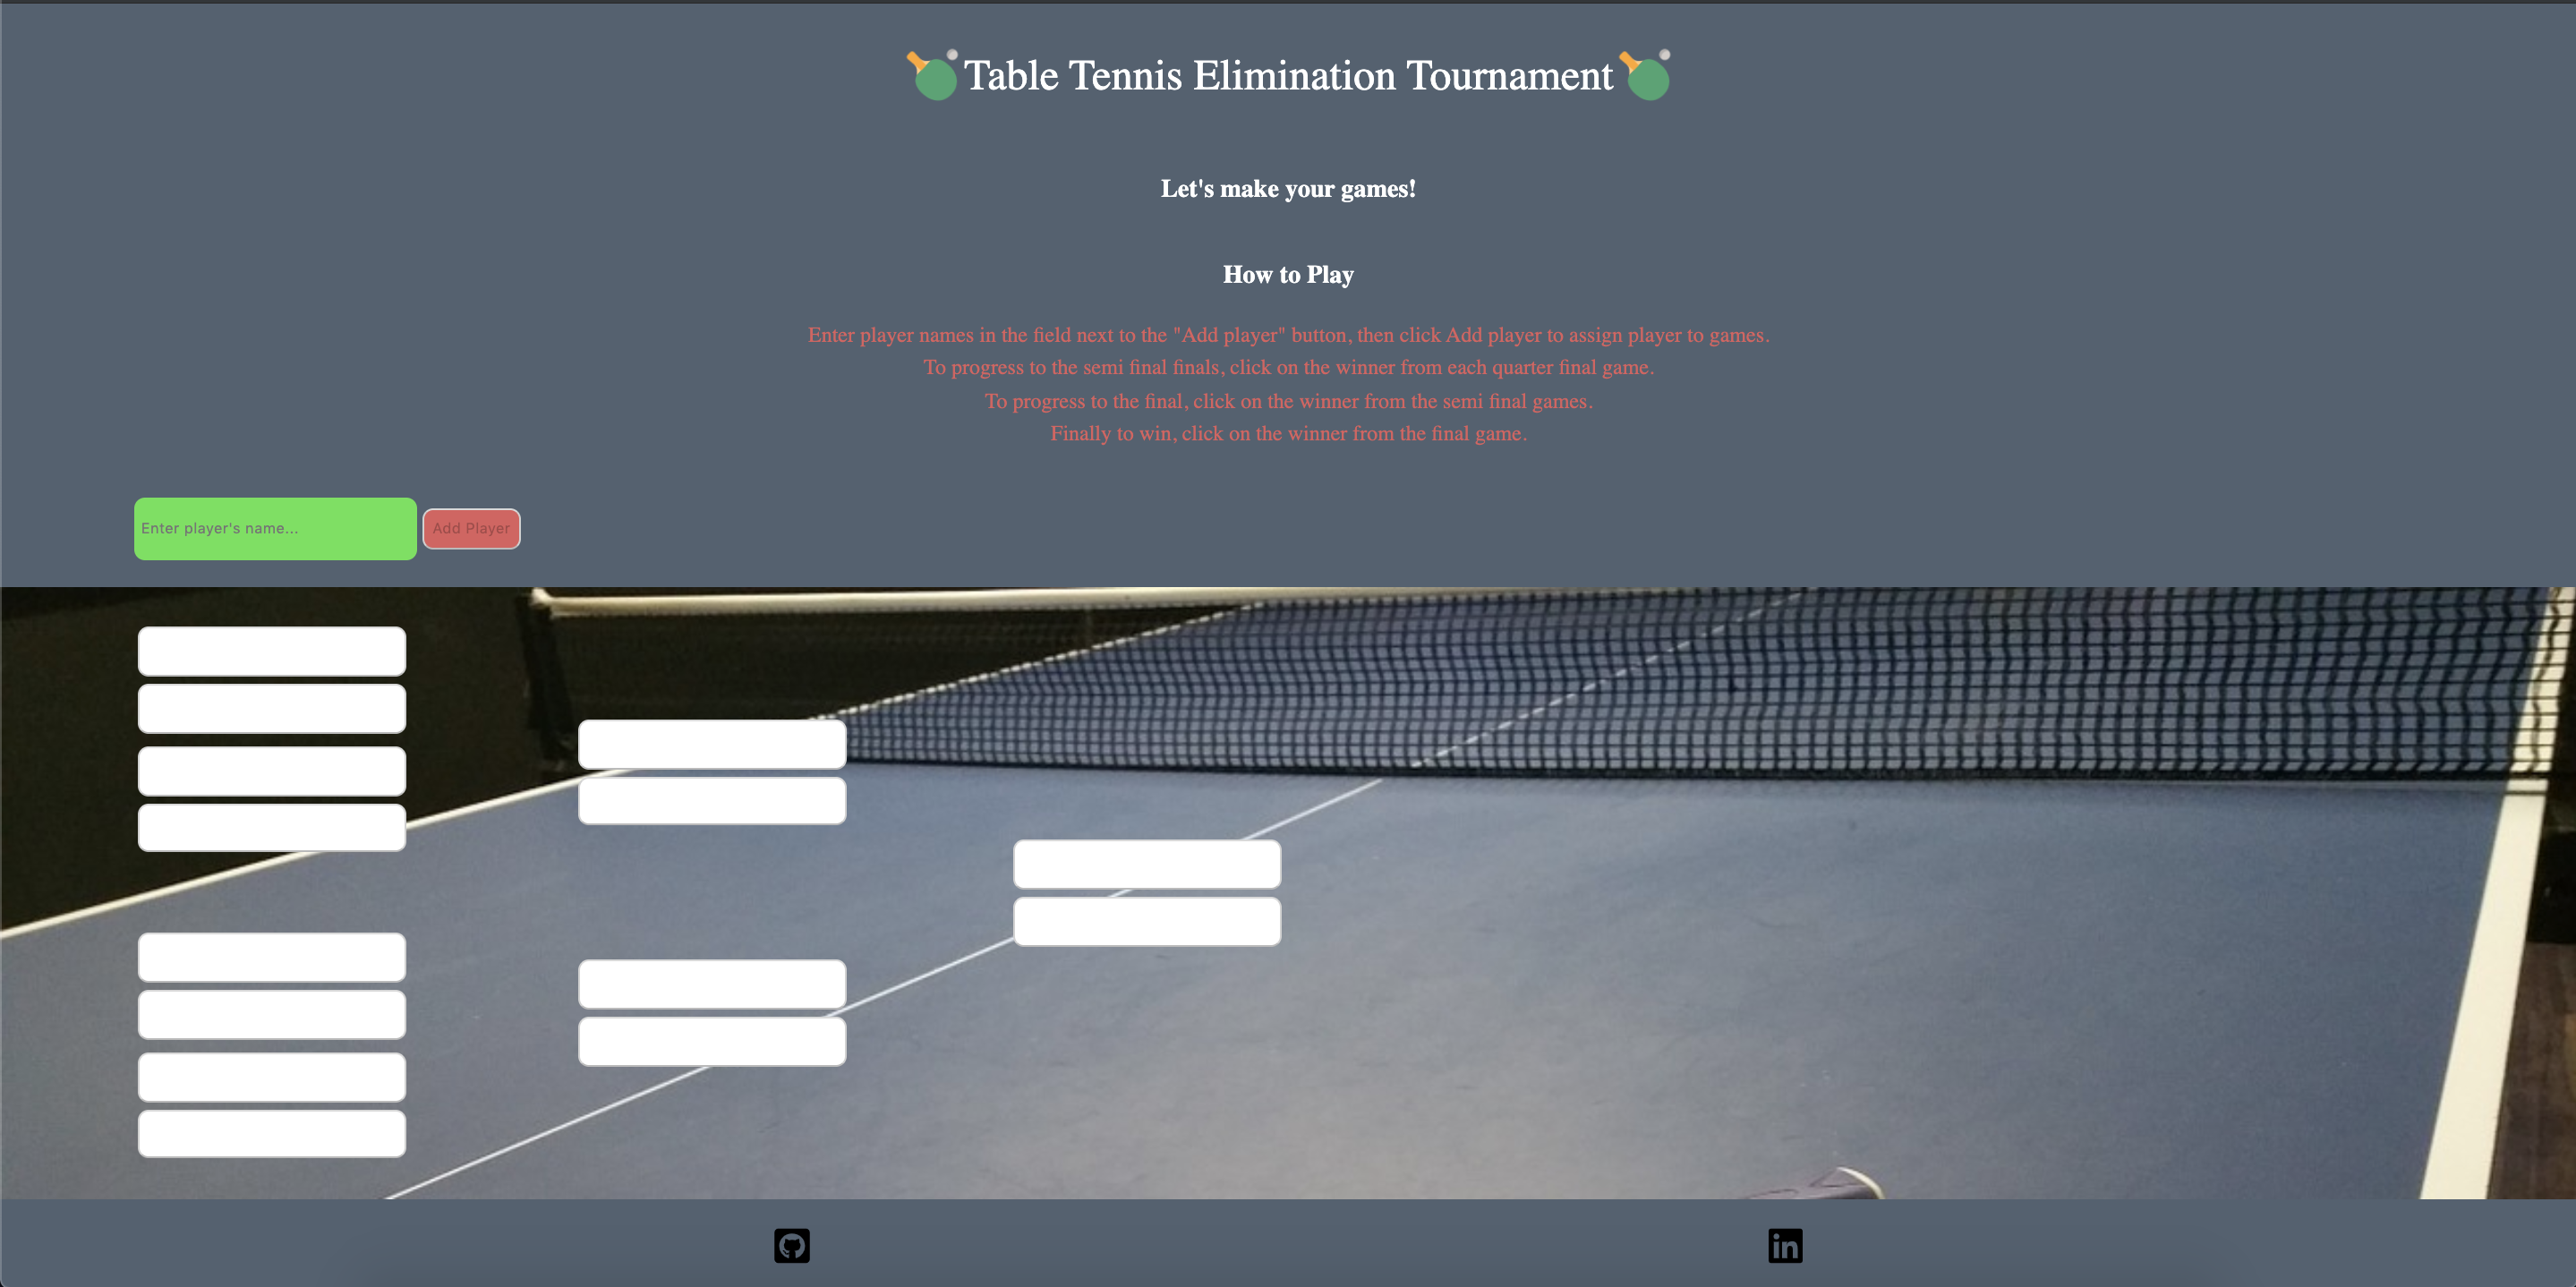 Table Tennis Elimination Tournament
Let's make your games!
How to Play
Enter player names in the field next to the "Add player" button, then click Add player to assign player to games.
To progress to the semi final finals, click on the winner from each quarter final game.
To progress to the final, click on the winner from the semi final games.
Finally to win, click on the winner from the final game.
Enter player's name... Add Player
in